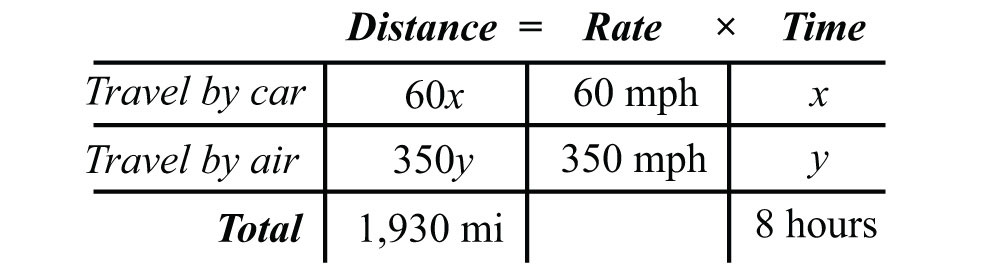 Distance = Rate × Time
Travel by car 60x 60 mph x
Travel by air 350y 350 mph y
Total 1,930 mi 8 hours